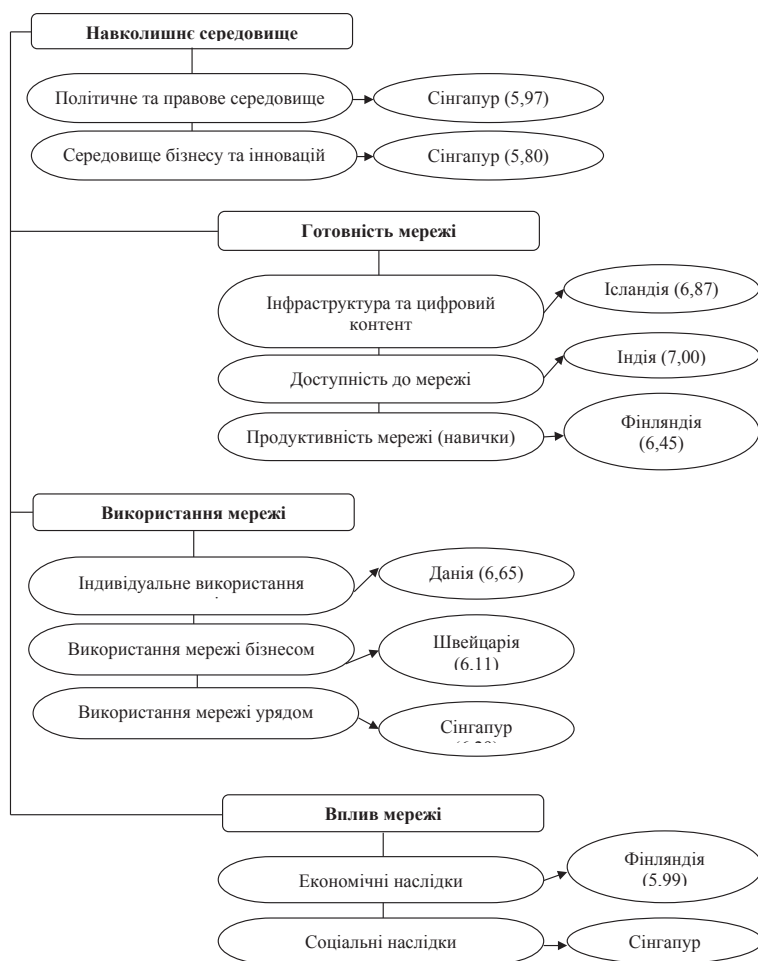 Навколишнє середовище
Політичне та правове середовище
Сінгапур (5,97)
Середовище бізнесу та інновацій
Сінгапур (5,80)
Готовність мережі
Інфраструктура та цифровий
контент
Ісландія (6,87)
Доступність до мережі
Індія (7,00)
Продуктивність мережі (навички)
Фінляндія
(6,45)
Використання мережі
Індивідуальне використання
Данія (6,65)
Використання мережі бізнесом
Швейцарія
(6,11)
Використання мережі урядом
Сінгапур
Вплив мережі
Економічні наслідки
Фінляндія
(5,99)
Соціальні наслідки
Сінгапур